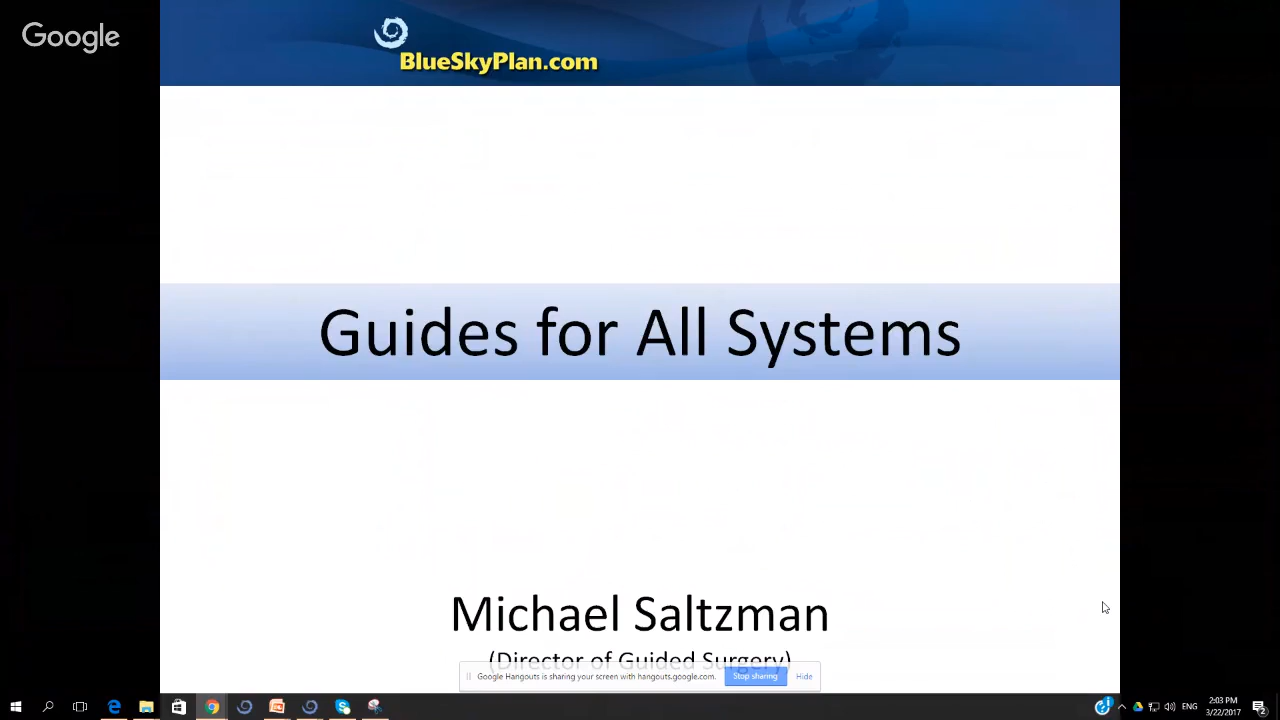 Google
BlueSkyPlan.com
Guides for All Systems
Michael Saltzman
(Director of Guided Surgery)
Google Hangouts is sharing your screen with hangouts.google.com.
Stop sharing
Hide
ENG
2:03 PM
3/22/2017
2